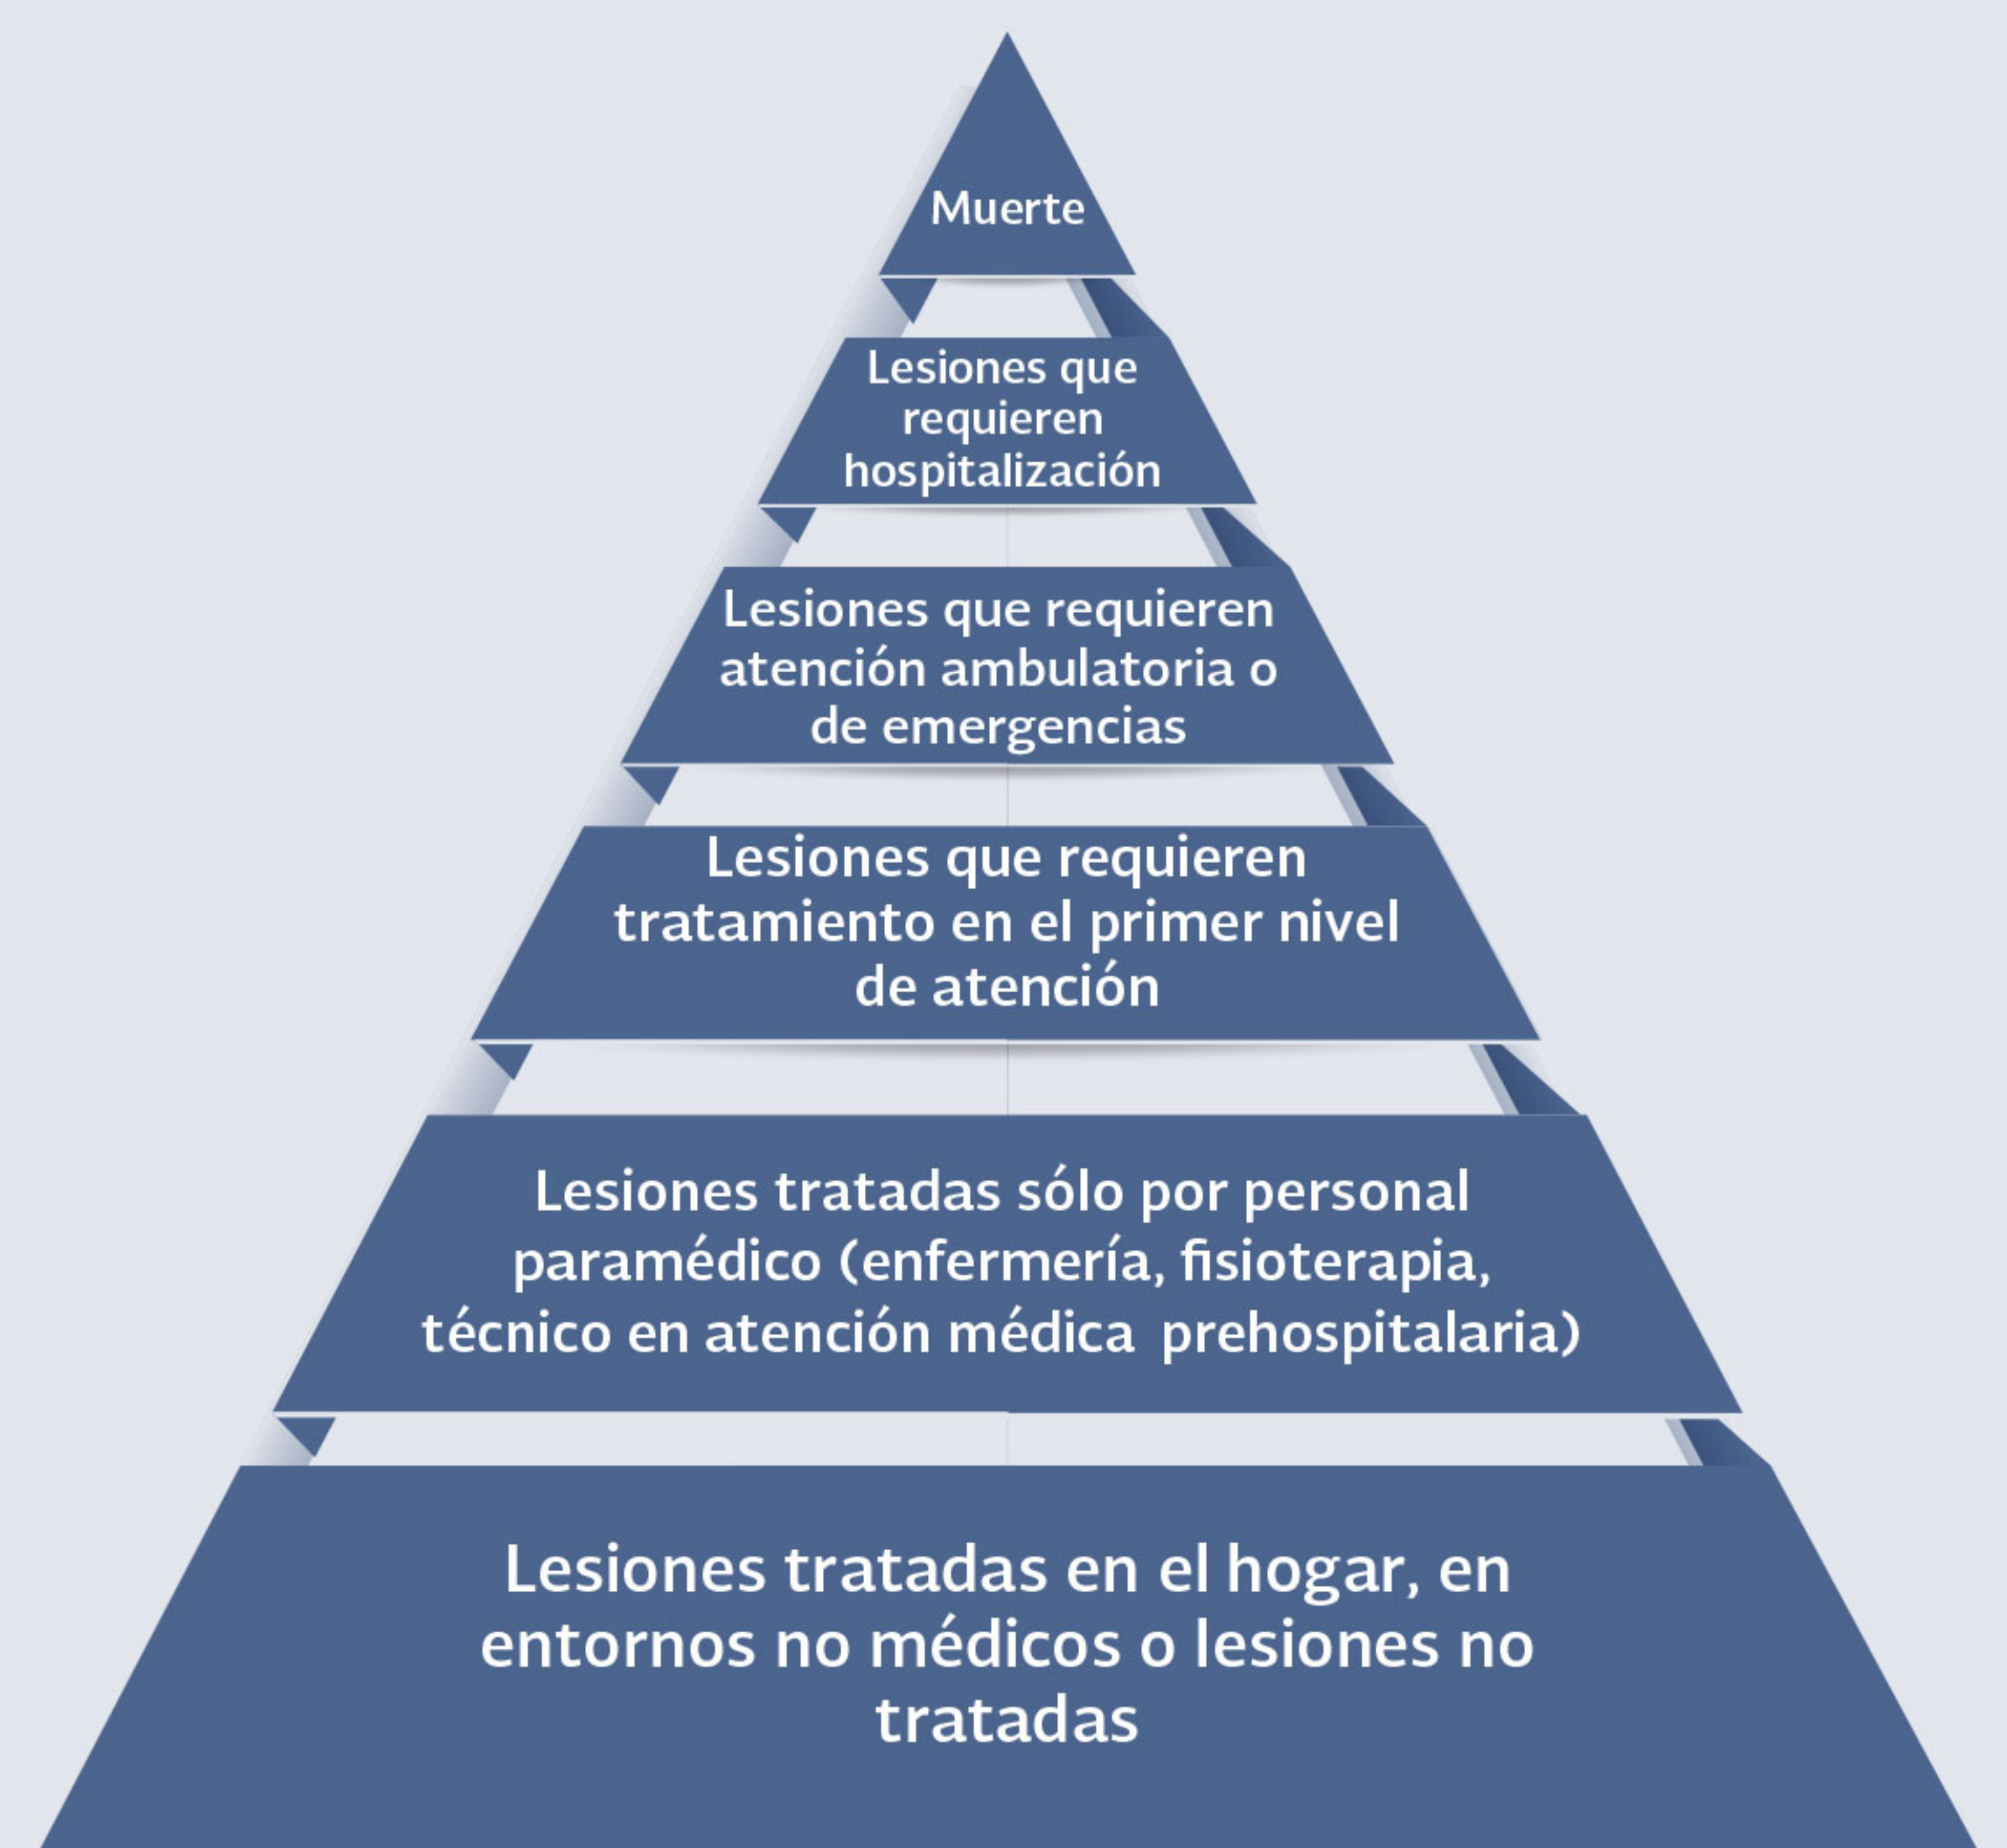 Muerte
Lesiones que
requieren
hospitalización
Lesiones que requieren
atención ambulatoria o
de emergencias
Lesiones que requieren
tratamiento en el primer nivel
de atención
Lesiones tratadas sólo por personal
paramédico (enfermería, fisioterapia,
técnico en atención médica prehospitalaria)
Lesiones tratadas en el hogar, en
entornos no médicos o lesiones no
tratadas